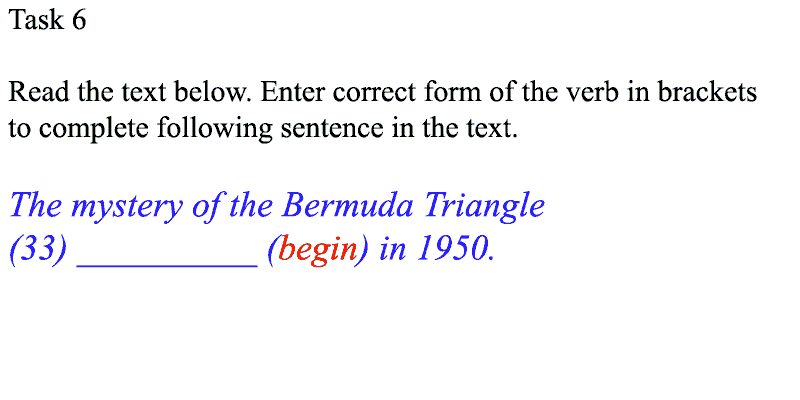 Task 6
Read the text below. Enter correct form of the verb in brackets
to complete following sentence in the text.
The mystery of the Bermuda Triangle
(33) __________ (begin) in 1950.